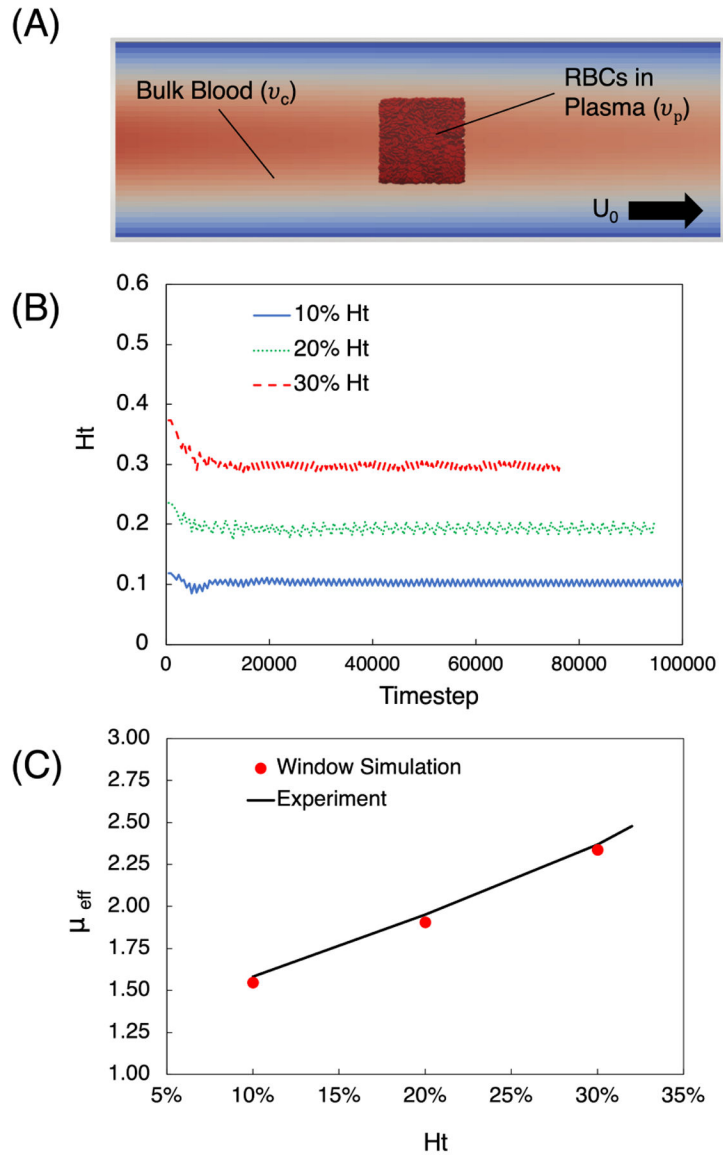 (A)
Bulk Blood (υc)
RBCs in
Plasma (υp)
U0
(B)
0.6
0.5
0.4
0.3
0.2
0.1
0
Ht
10% Ht
20% Ht
30% Ht
0 20000 40000 60000 80000 100000
Timestep
(C)
3.00
2.75
2.50
2.25
2.00
1.75
1.50
1.25
1.00
μ eff
Window Simulation
Experiment
5% 10% 15% 20% 25% 30% 35%
Ht